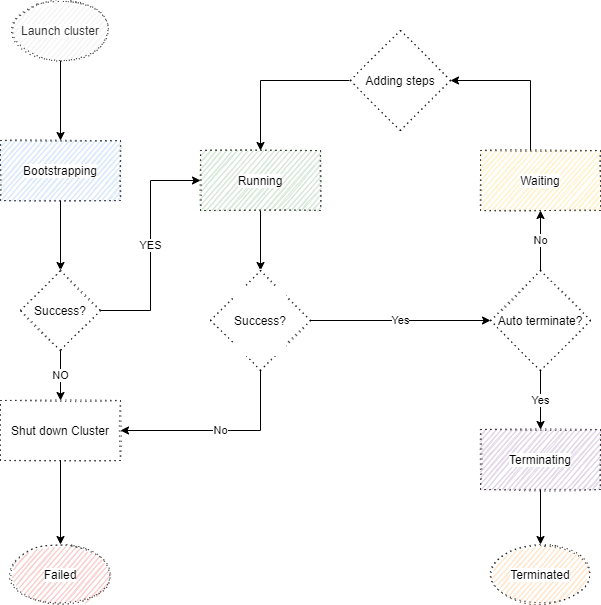 Launch cluster
Adding steps
Bootstrapping
Running
Waiting
YES
No
Success?
Success?
Yes
Auto terminate?
NO
Yes
Shut down Cluster
No
Terminating
Failed
Terminated